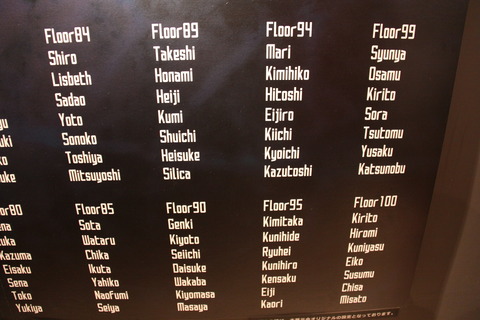 Floor84
Shiro
Lisbeth
Sadao
Yoto
Sonoko
Toshiya
Mitsuyoshi
Floor89
Takeshi
Honami
Heiji
Kumi
Shuichi
Heisuke
Silica
Floor94
Mari
Kimihiko
Hitoshi
Eijiro
Kiichi
Kyoichi
Kazutoshi
Floor99
Syunya
Osamu
Kirito
Sora
Tsutomu
Yusaku
Katsunobu
oor80
Kazuma
Eisaku
Sena
Toko
Yukiya
Floor85
Sota
Wataru
Chika
Ikuta
Yahiko
Naofumi
Seiya
Floor90
Genki
Kiyoto
Seiichi
Daisuke
Wakaba
Kiyomasa
Masaya
Floor95
Kimitaka
Kunihide
Ryuhei
Kunihiro
Kensaku
Eiji
Kaori
Floor100
Kirito
Hiromi
Kuniyasu
Eiko
Susumu
Chisa
Misato